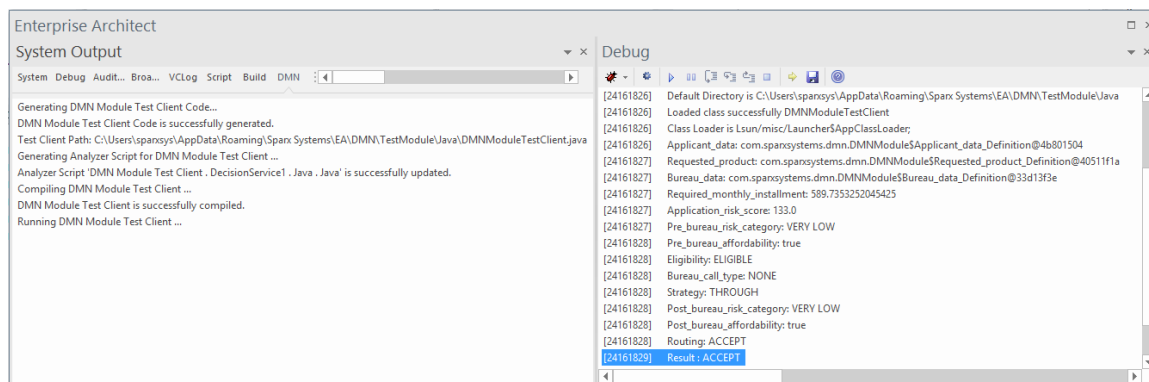 Enterprise Architect
System Output
System Debug Audit... Broa... VCLog Script Build DMN
Generating DMN Module Test Client Code...
DMN Module Test Client Code is successfully generated.
Test Client Path: C:\Users\sparxsys\AppData\Roaming\Sparx Systems\EA\DMN\TestModule\Java\DMNModuleTestClient.java
Generating Analyzer Script for DMN Module Test Client ...
Analyzer Script 'DMN Module Test Client . DecisionService1 . Java . Java' is successfully updated.
Compiling DMN Module Test Client ...
DMN Module Test Client is successfully compiled.
Running DMN Module Test Client ...
Debug
[24161826] Default Directory is C:\Users\sparxsys\AppData\Roaming\Sparx Systems\EA\DMN\TestModule\Java
[24161826] Loaded class successfully DMNModuleTestClient
[24161826] Class Loader is Lsun/misc/Launcher$AppClassLoader;
[24161826] Applicant_data: com.sparxsystems.dmn.DMNModule$Applicant_data_Definition@4b801504
[24161827] Requested_product: com.sparxsystems.dmn.DMNModule$Requested_product_Definition@40511f1a
[24161827] Bureau_data: com.sparxsystems.dmn.DMNModule$Bureau_data_Definition@33d13f3e
[24161827] Required_monthly_installment: 589.7353252045425
[24161827] Application_risk_score: 133.0
[24161827] Pre_bureau_risk_category: VERY LOW
[24161828] Pre_bureau_affordability: true
[24161828] Eligibility: ELIGIBLE
[24161828] Bureau_call_type: NONE
[24161828] Strategy: THROUGH
[24161828] Post_bureau_risk_category: VERY LOW
[24161828] Post_bureau_affordability: true
[24161828] Routing: ACCEPT
[24161829] Result : ACCEPT